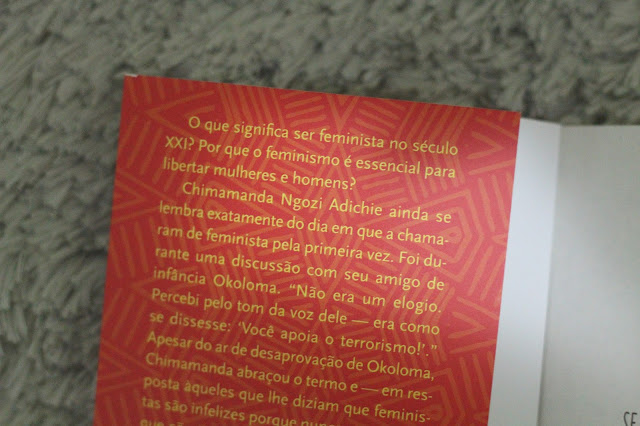 O que significa ser feminista no século
XXI? Por que o feminismo é essencial para
libertar mulheres e homens?
Chimamanda Ngozi Adichie ainda se
lembra exatamente do dia em que a chama-
ram de feminista pela primeira vez. Foi du-
rante uma discussão com seu amigo de
infância Okoloma. “Não era um elogio.
Percebi pelo tom da voz dele — era como
se dissesse: ‘Você apoia o terrorismo!’.”
Apesar do ar de desaprovação de Okoloma,
Chimamanda abraçou o termo e — em res-
posta àqueles que lhe diziam que feminis-
tas são infelizes porque
SE